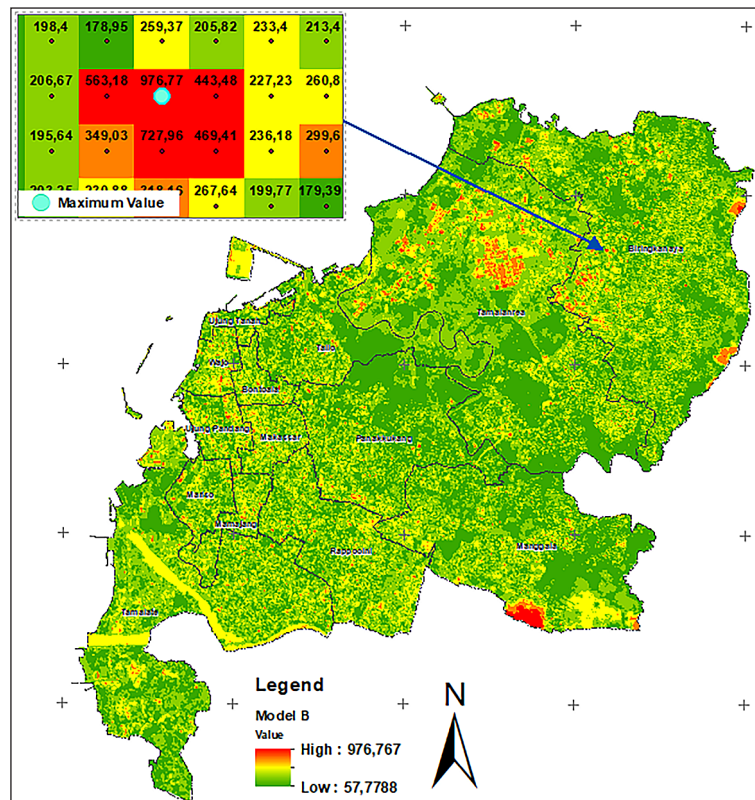 198,4 178,95 259,37 205,82 233,4 213,4
206,67 563,18 976,77 443,48 227,23 260,8
195,64 349,03 727,96 469,41 236,18 299,6
267,64 199,77 179,39
Maximum Value
Biringkanaya
Tamalanrea
Ujung Tanah
Tallo
Wajo
Bontoala
Ujung Pandang
Makassar
Panakkukang
Mariso
Mamajang
Rappocini
Manggala
Tamalate
Legend
N
Model B
Value
High : 976,767
Low : 57,7788